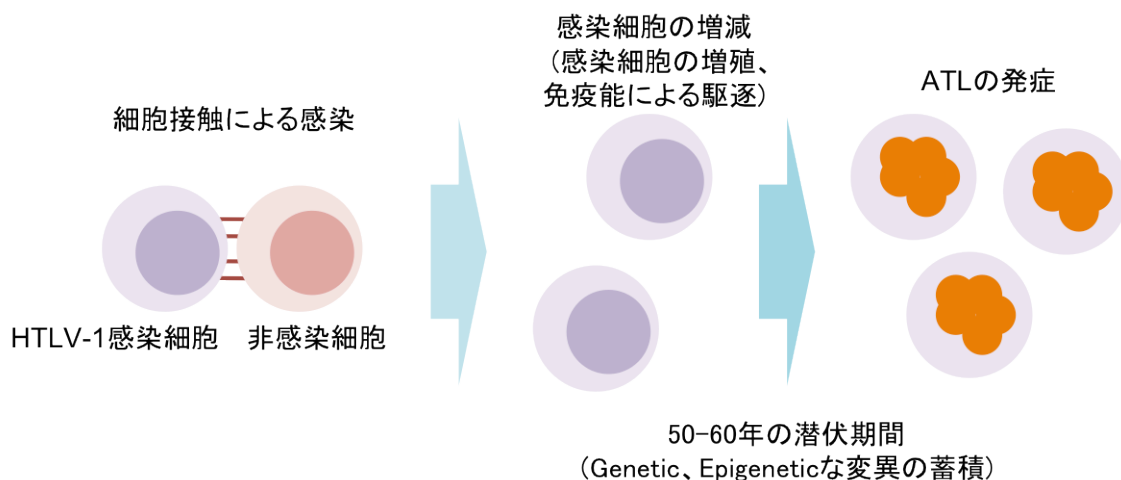 細胞接触による感染
HTLV-1感染細胞
非感染細胞
感染細胞の増減
（感染細胞の増殖、
免疫能による駆逐）
ATLの発症
50-60年の潜伏期間
（Genetic、Epigeneticな変異の蓄積）